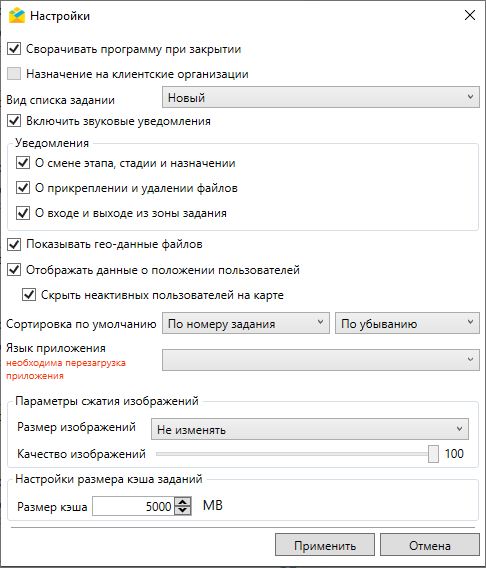 Настройки
Сворачивать программу при закрытии
Назначение на клиентские организации
Вид списка задании Новый
Включить звуковые уведомления
Уведомления
О смене этапа, стадии и назначении
О прикреплении и удалении файлов
О входе и выходе из зоны задания
Показывать гео-данные файлов
Отображать данные о положении пользователей
Скрыть неактивных пользователей на карте
Сортировка по умолчанию По номеру задания По убыванию
Язык приложения
необходима перезагрузка
приложения
Параметры сжатия изображений
Размер изображений Не изменять
Качество изображений 100
Настройки размера кэша заданий
Размер кэша 5000 MB
Применить Отмена